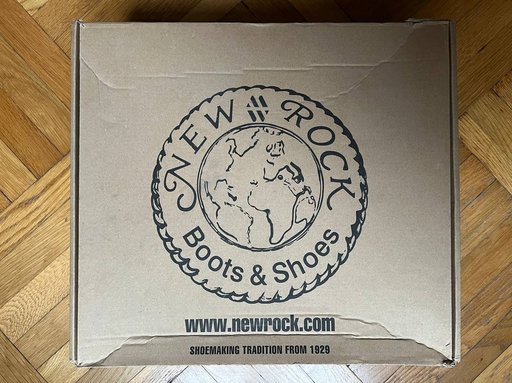 NEW ROCK
Boots & Shoes
www.newrock.com
SHOEMAKING TRADITION FROM 1929